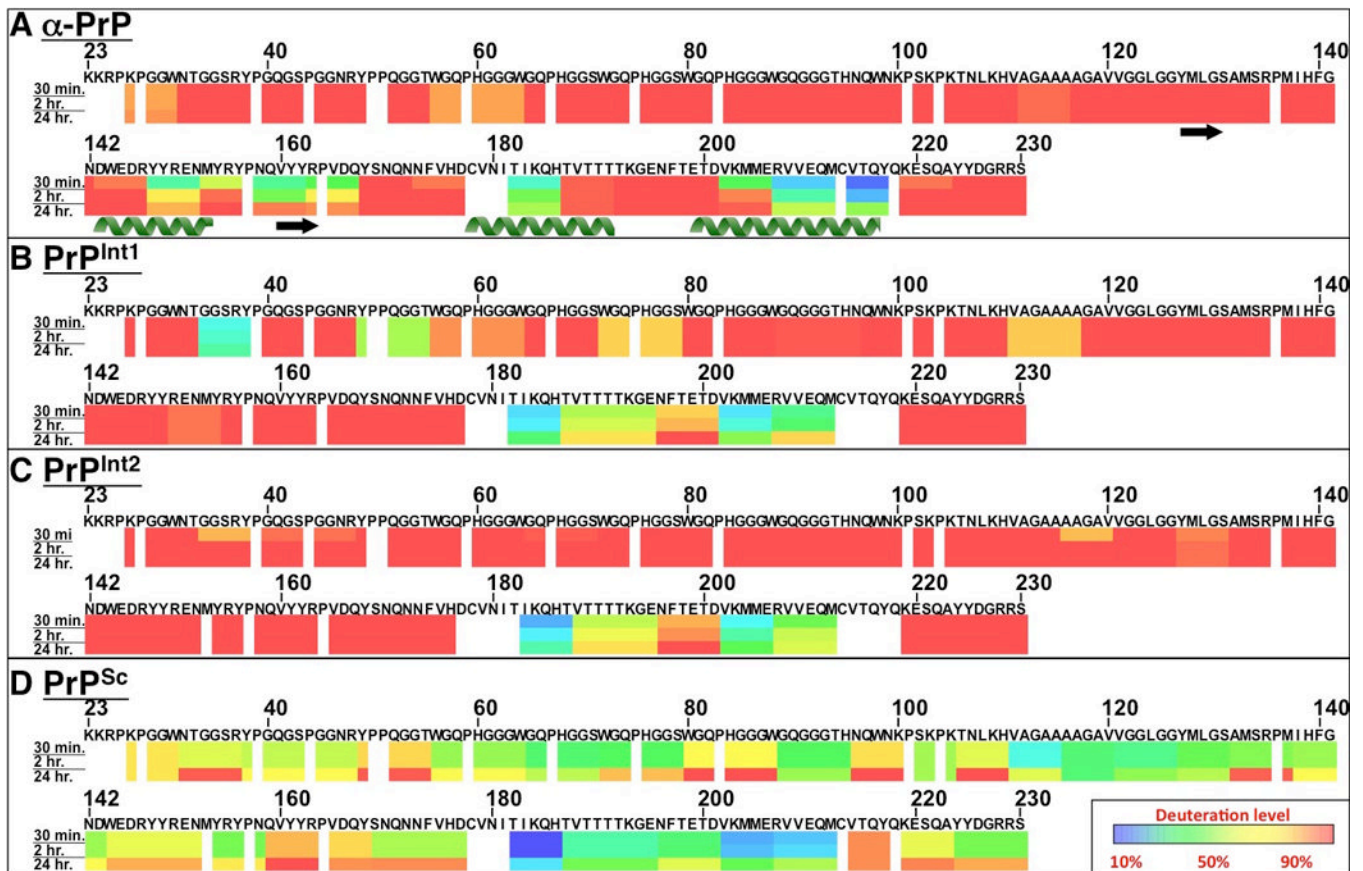 A α-PrP
23 40 60 80 100 120 140
KKRPKPGGWNTGGSRYPGQGSPGGNRYPPQGGTWGQPHGGGWGQPHGGSWGQPHGGSWGQPHGGGWGQGGGTHNQWNKPSKPKTNLKHVAGAAAAGAVVGGLGGYMLGSAMSRPMIHFG
30 min.
2 hr.
24 hr.
142 160 180 200 220 230
NDWEDRYYRENMYRYPNQVYYRPVDQYSNQNNFVHDCVNITIKQHTVTTTTKGENFTETDVKMMERVVEQMCVTQYQKESQAYYDGRRS
30 min.
2 hr.
24 hr.
B PrPInt1
23 40 60 80 100 120 140
KKRPKPGGWNTGGSRYPGQGSPGGNRYPPQGGTWGQPHGGGWGQPHGGSWGQPHGGSWGQPHGGGWGQGGGTHNQWNKPSKPKTNLKHVAGAAAAGAVVGGLGGYMLGSAMSRPMIHFG
30 min.
2 hr.
24 hr.
142 160 180 200 220 230
NDWEDRYYRENMYRYPNQVYYRPVDQYSNQNNFVHDCVNITIKQHTVTTTTKGENFTETDVKMMERVVEQMCVTQYQKESQAYYDGRRS
30 min.
2 hr.
24 hr.
C PrPInt2
23 40 60 80 100 120 140
KKRPKPGGWNTGGSRYPGQGSPGGNRYPPQGGTWGQPHGGGWGQPHGGSWGQPHGGSWGQPHGGGWGQGGGTHNQWNKPSKPKTNLKHVAGAAAAGAVVGGLGGYMLGSAMSRPMIHFG
30 mi
2 hr.
24 hr.
142 160 180 200 220 230
NDWEDRYYRENMYRYPNQVYYRPVDQYSNQNNFVHDCVNITIKQHTVTTTTKGENFTETDVKMMERVVEQMCVTQYQKESQAYYDGRRS
30 min.
2 hr.
24 hr.
D PrPSc
23 40 60 80 100 120 140
KKRPKPGGWNTGGSRYPGQGSPGGNRYPPQGGTWGQPHGGGWGQPHGGSWGQPHGGSWGQPHGGGWGQGGGTHNQWNKPSKPKTNLKHVAGAAAAGAVVGGLGGYMLGSAMSRPMIHFG
30 min.
2 hr.
24 hr.
142 160 180 200 220 230
NDWEDRYYRENMYRYPNQVYYRPVDQYSNQNNFVHDCVNITIKQHTVTTTTKGENFTETDVKMMERVVEQMCVTQYQKESQAYYDGRRS
30 min.
2 hr.
24 hr.
Deuteration level
10% 50% 90%